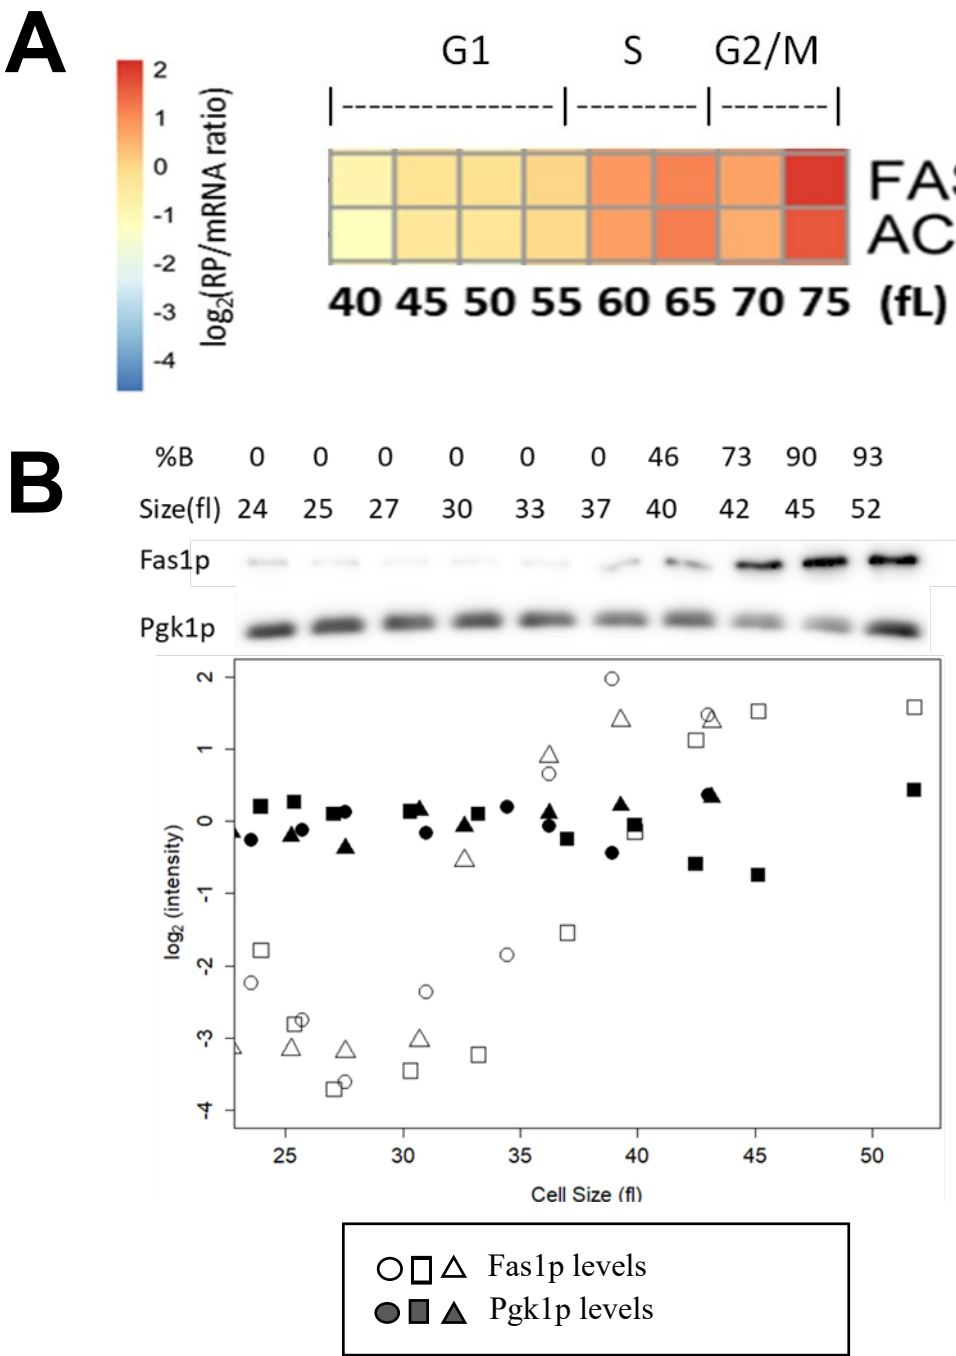 A
G1 S G2/M
2
1
0
-1
-2
-3
-4
log2(RP/mRNA ratio)
FAS
AC
40 45 50 55 60 65 70 75 (fL)
B
%B 0 0 0 0 0 0 46 73 90 93
Size(fl) 24 25 27 30 33 37 40 42 45 52
Fas1p
Pgk1p
2
1
0
-1
-2
-3
-4
log2 (intensity)
25 30 35 40 45 50
Cell Size (fl)
Fas1p levels
Pgk1p levels